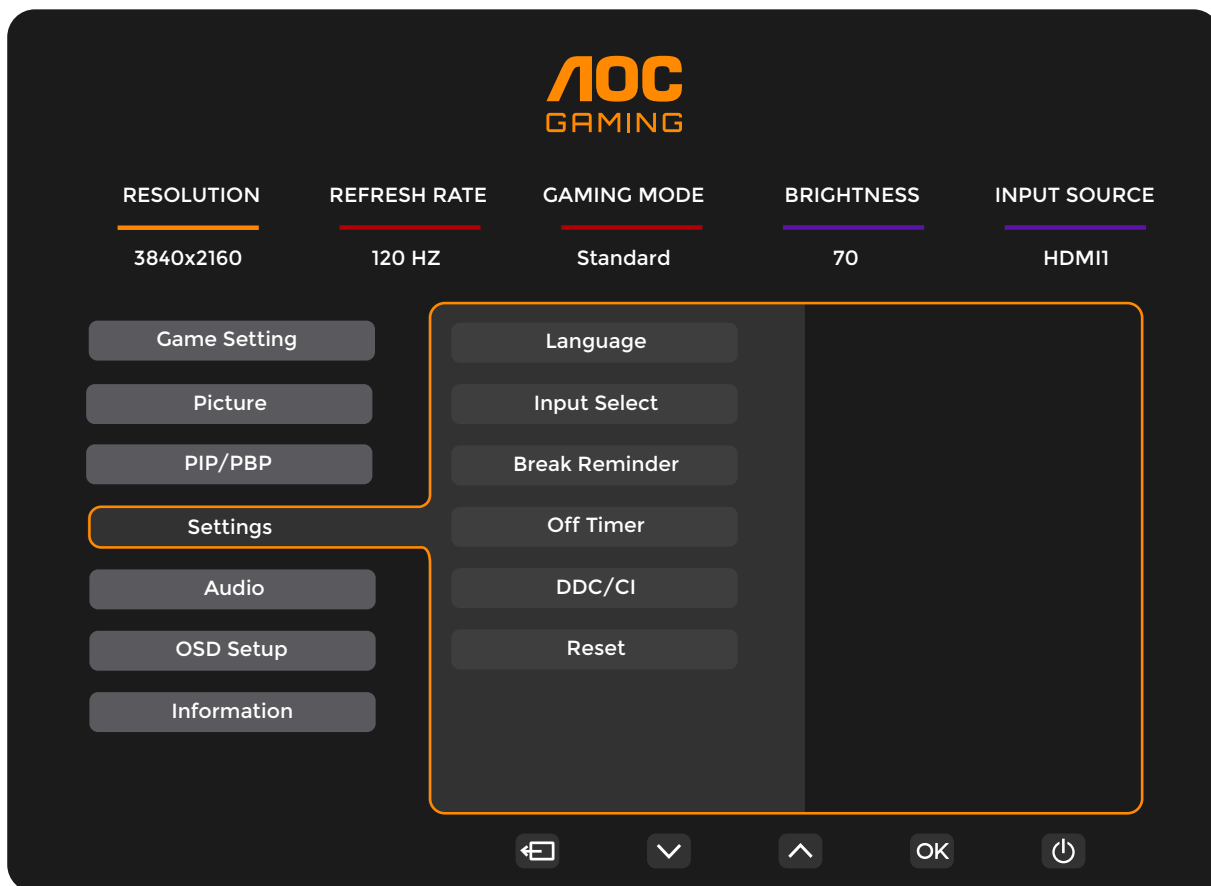 AOC
GAMING
RESOLUTION REFRESH RATE GAMING MODE BRIGHTNESS INPUT SOURCE
3840x2160 120 HZ Standard 70 HDMI1
Game Setting
Picture
PIP/PBP
Settings
Audio
OSD Setup
Information
Language
Input Select
Break Reminder
Off Timer
DDC/CI
Reset
OK